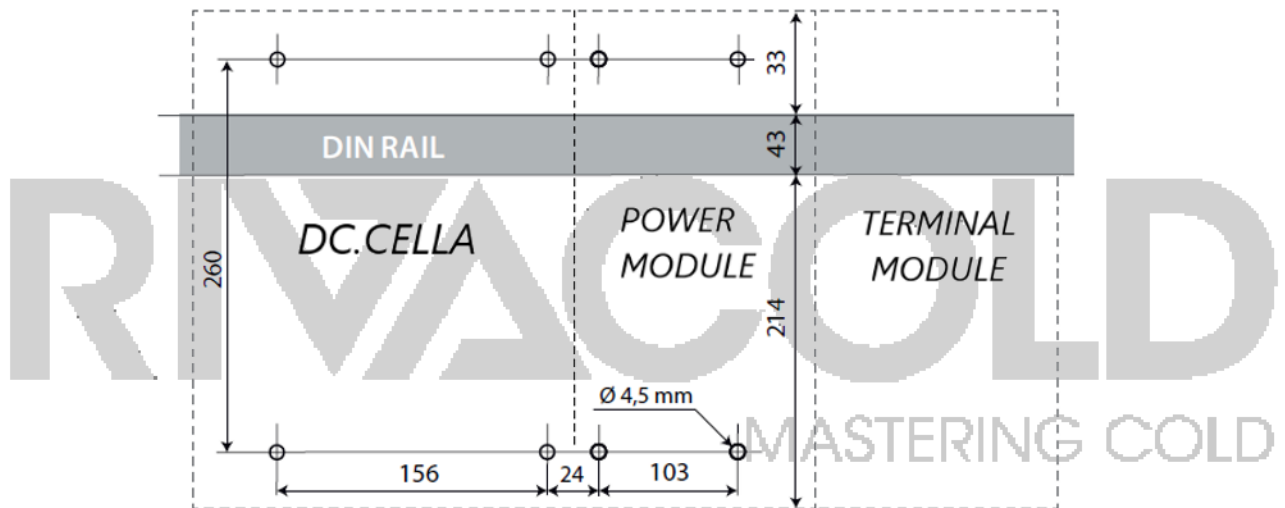 33
DIN RAIL
43
DC.CELLA
POWER
MODULE
TERMINAL
MODULE
260
214
Ø 4,5 mm
156
24
103
RIVACOLD
MASTERING COLD